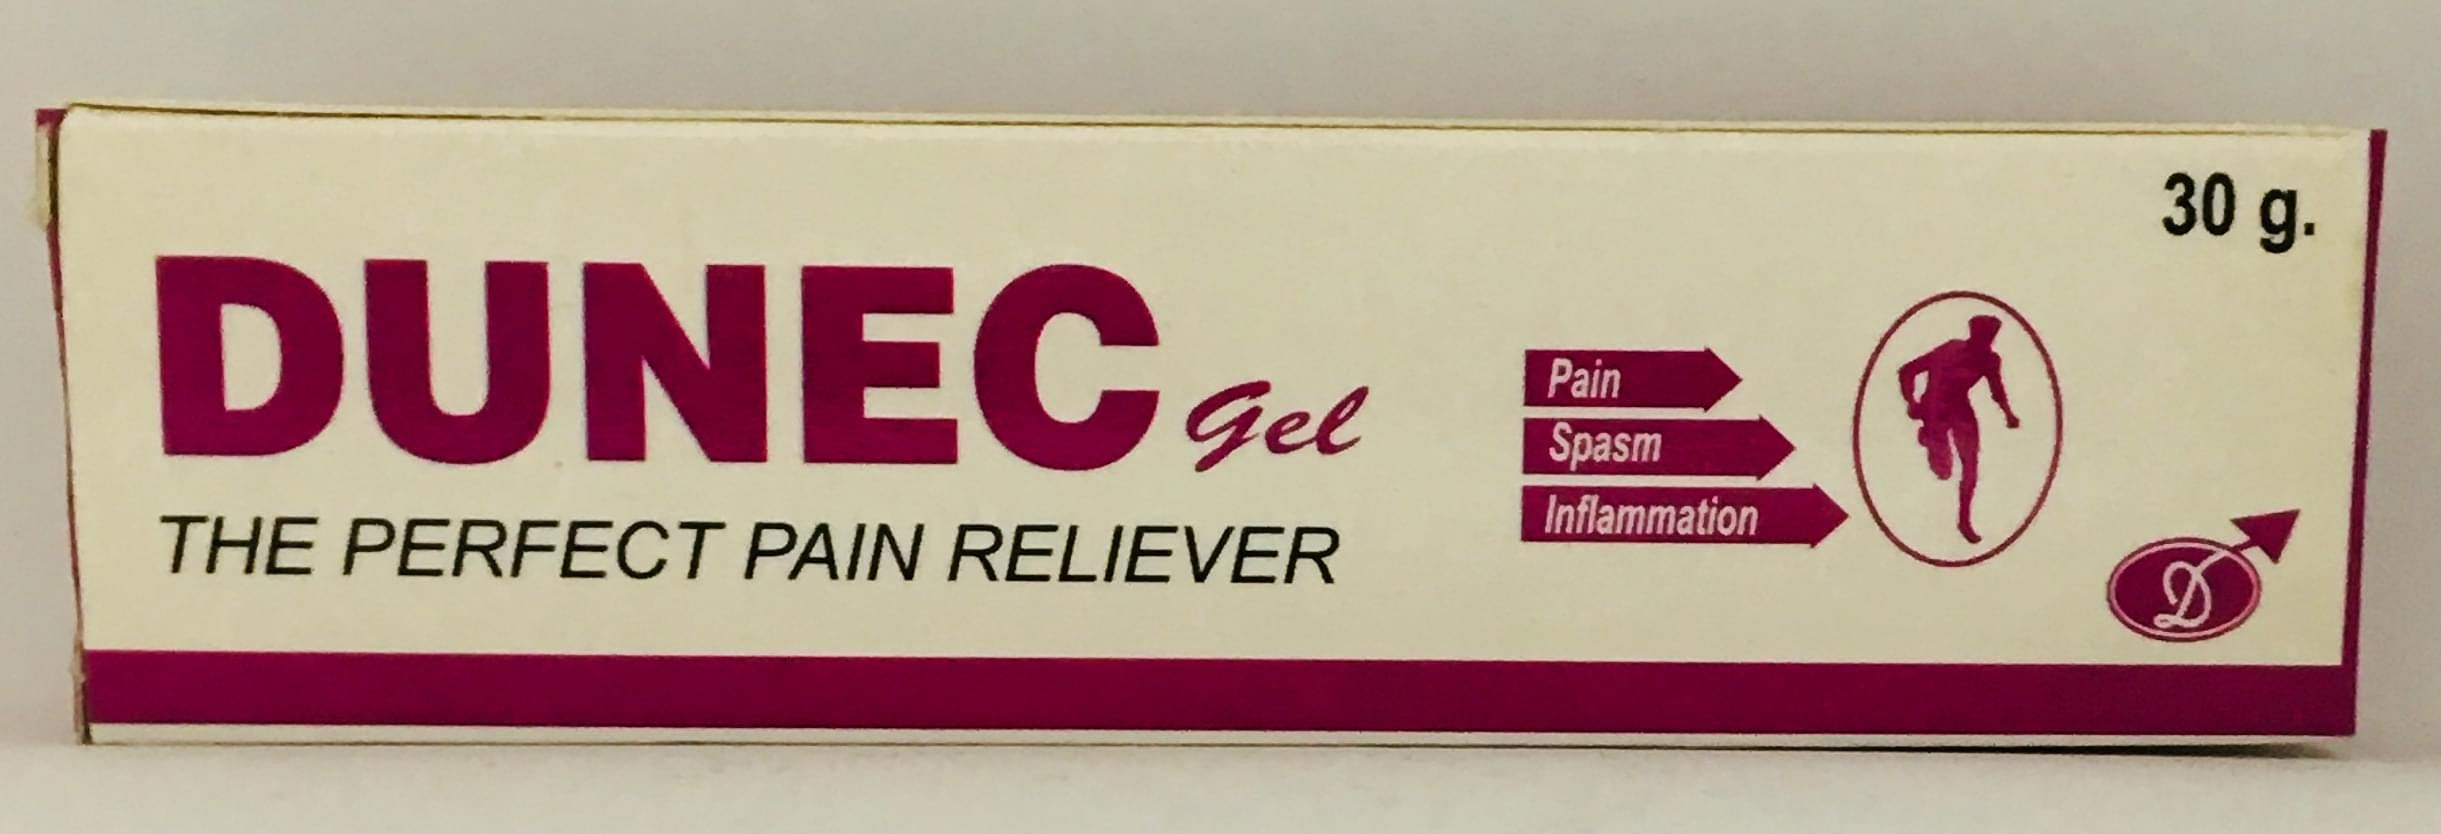 30 g.
DUNEC Gel
THE PERFECT PAIN RELIEVER
Pain
Spasm
Inflammation
D